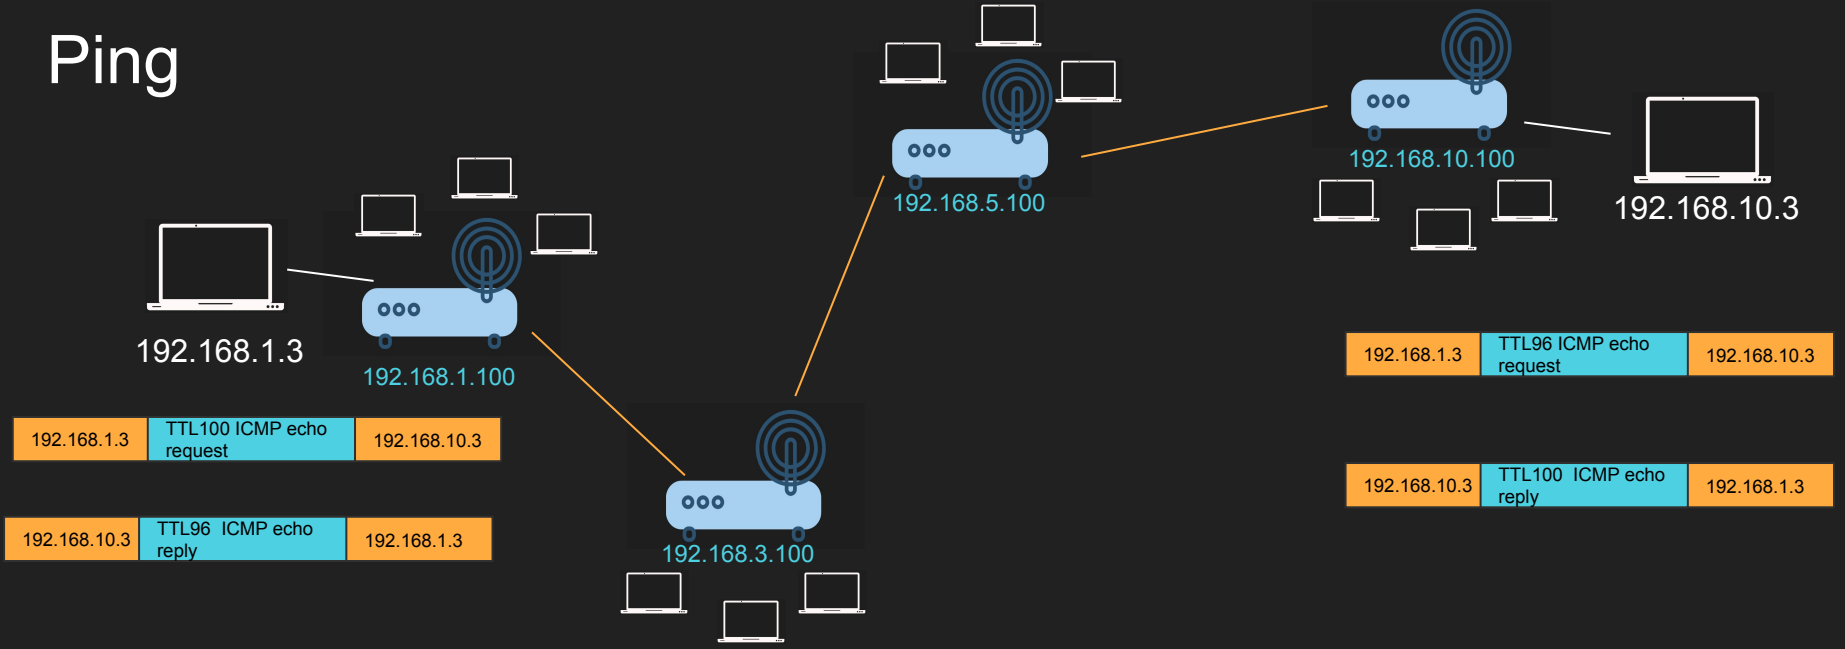 Ping
192.168.5.100
192.168.10.100
192.168.10.3
192.168.1.3
192.168.1.100
192.168.3.100
192.168.1.3
TTL100 ICMP echo
request
192.168.10.3
192.168.10.3
TTL96  ICMP echo
reply
192.168.1.3
192.168.1.3
TTL96 ICMP echo
request
192.168.10.3
192.168.10.3
TTL100  ICMP echo
reply
192.168.1.3